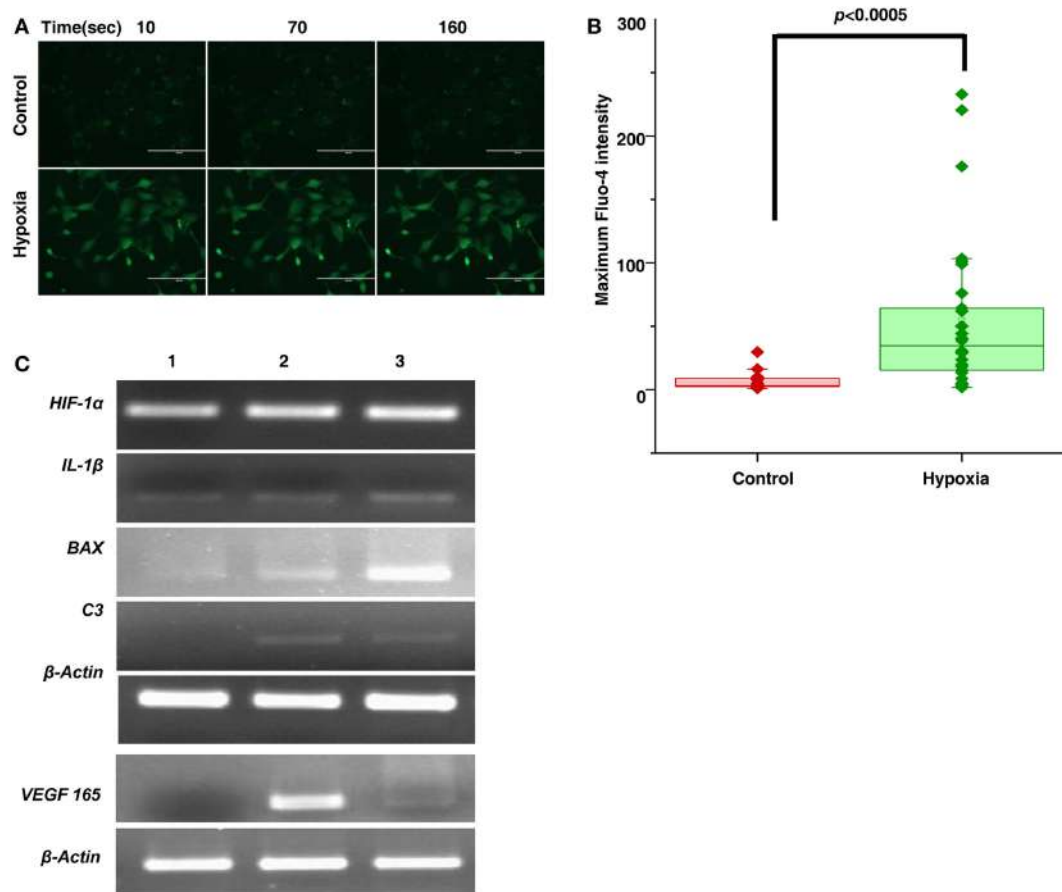 A
Time(sec) 10 70 160
Control
Hypoxia
B
p<0.0005
Maximum Fluo-4 intensity
300
200
100
0
Control Hypoxia
C
1 2 3
HIF-1α
IL-1β
BAX
C3
β-Actin
VEGF 165
β-Actin